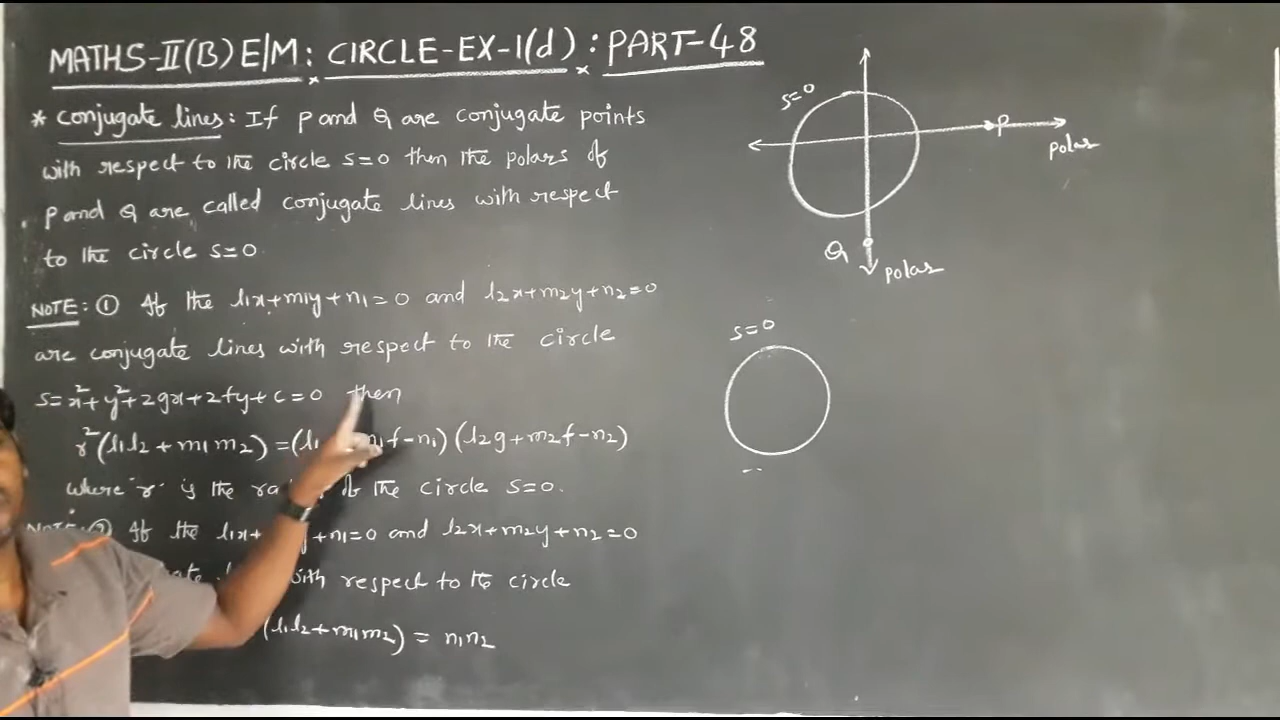 MATHS-II(B) E/M: CIRCLE-EX-1(d): PART-48
* Conjugate lines: If P and Q are conjugate points
with respect to the circle S=0 then the polars of
P and Q are called conjugate lines with respect
to the circle S=0.
NOTE: ① If the l₁x+m₁y+n₁=0 and l₂x+m₂y+n₂=0
are conjugate lines with respect to the circle
S=x²+y²+2gx+2fy+c=0 then
r²(l₁l₂+m₁m₂)=(l₁ m₁f-n₁)(l₂g+m₂f-n₂)
where 'r' is the of the circle S=0.
NOTE: ② If the l₁x+ y+n₁=0 and l₂x+m₂y+n₂=0
with respect to the circle
(l₁l₂+m₁m₂) = n₁n₂
S=0
P
polar
Q
polar
S=0